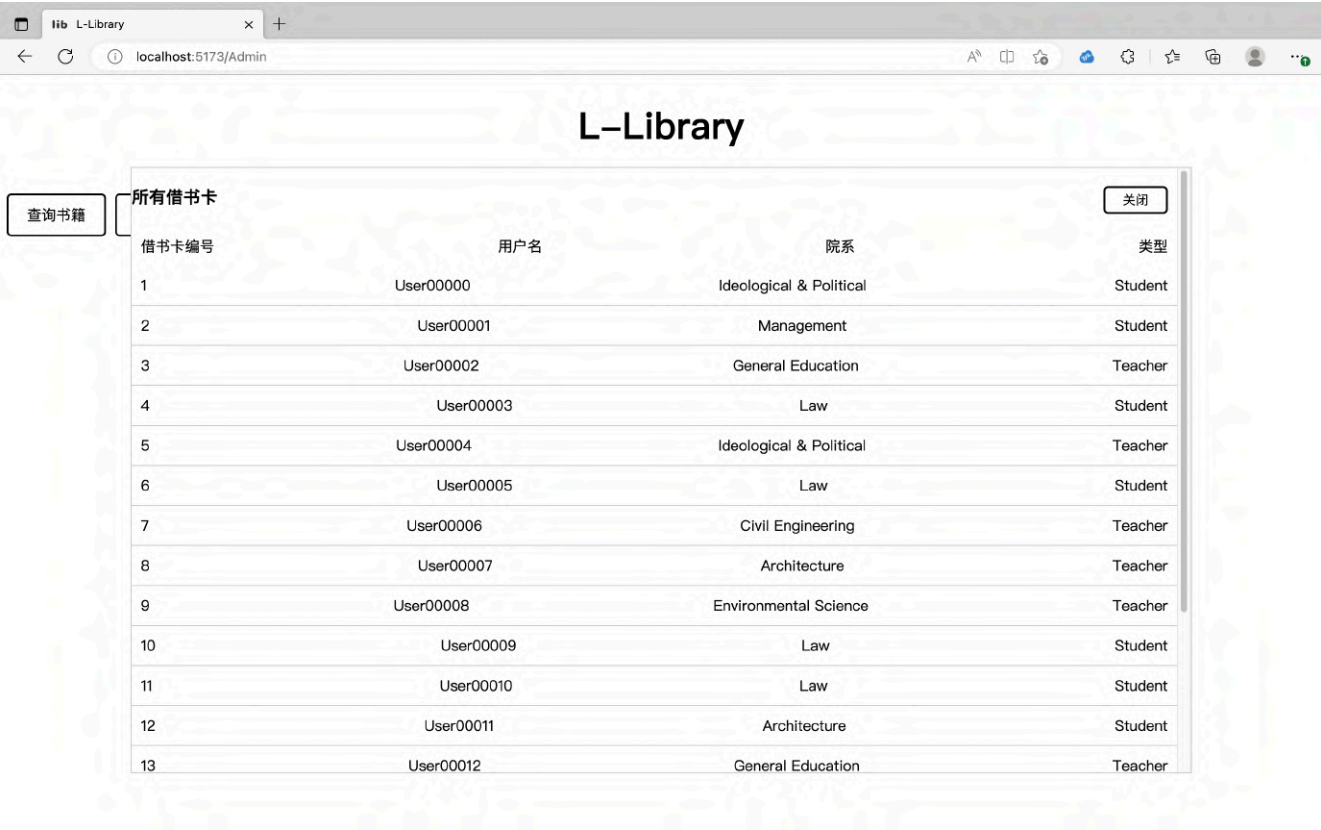 lib L-Library
localhost:5173/Admin
L-Library
查询书籍
所有借书卡 关闭
借书卡编号 用户名 院系 类型
1 User00000 Ideological & Political Student
2 User00001 Management Student
3 User00002 General Education Teacher
4 User00003 Law Student
5 User00004 Ideological & Political Teacher
6 User00005 Law Student
7 User00006 Civil Engineering Teacher
8 User00007 Architecture Teacher
9 User00008 Environmental Science Teacher
10 User00009 Law Student
11 User00010 Law Student
12 User00011 Architecture Student
13 User00012 General Education Teacher